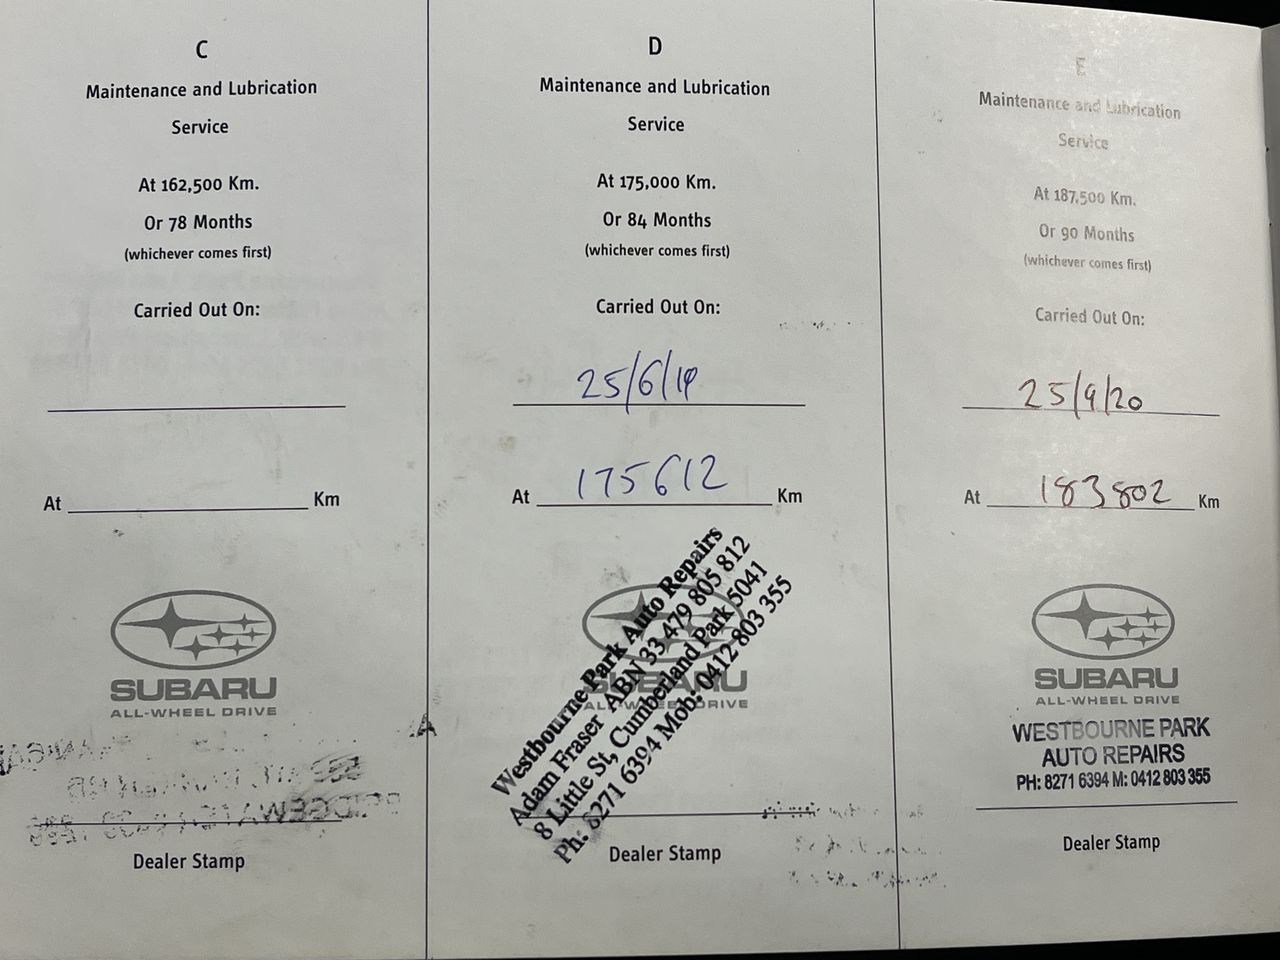 C
Maintenance and Lubrication
Service
At 162,500 Km.
Or 78 Months
(whichever comes first)
Carried Out On:
At Km
SUBARU
ALL-WHEEL DRIVE
Dealer Stamp
D
Maintenance and Lubrication
Service
At 175,000 Km.
Or 84 Months
(whichever comes first)
Carried Out On:
25/6/19
At 175612 Km
SUBARU
ALL-WHEEL DRIVE
Westbourne Park Auto Repairs
Adam Fraser ABN 33 479 805 812
8 Little St, Cumberland Park 5041
Ph: 8271 6394 Mob: 0412 803 355
Dealer Stamp
E
Maintenance and Lubrication
Service
At 187,500 Km.
Or 90 Months
(whichever comes first)
Carried Out On:
25/9/20
At 183802 Km
SUBARU
ALL-WHEEL DRIVE
WESTBOURNE PARK
AUTO REPAIRS
PH: 8271 6394 M: 0412 803 355
Dealer Stamp